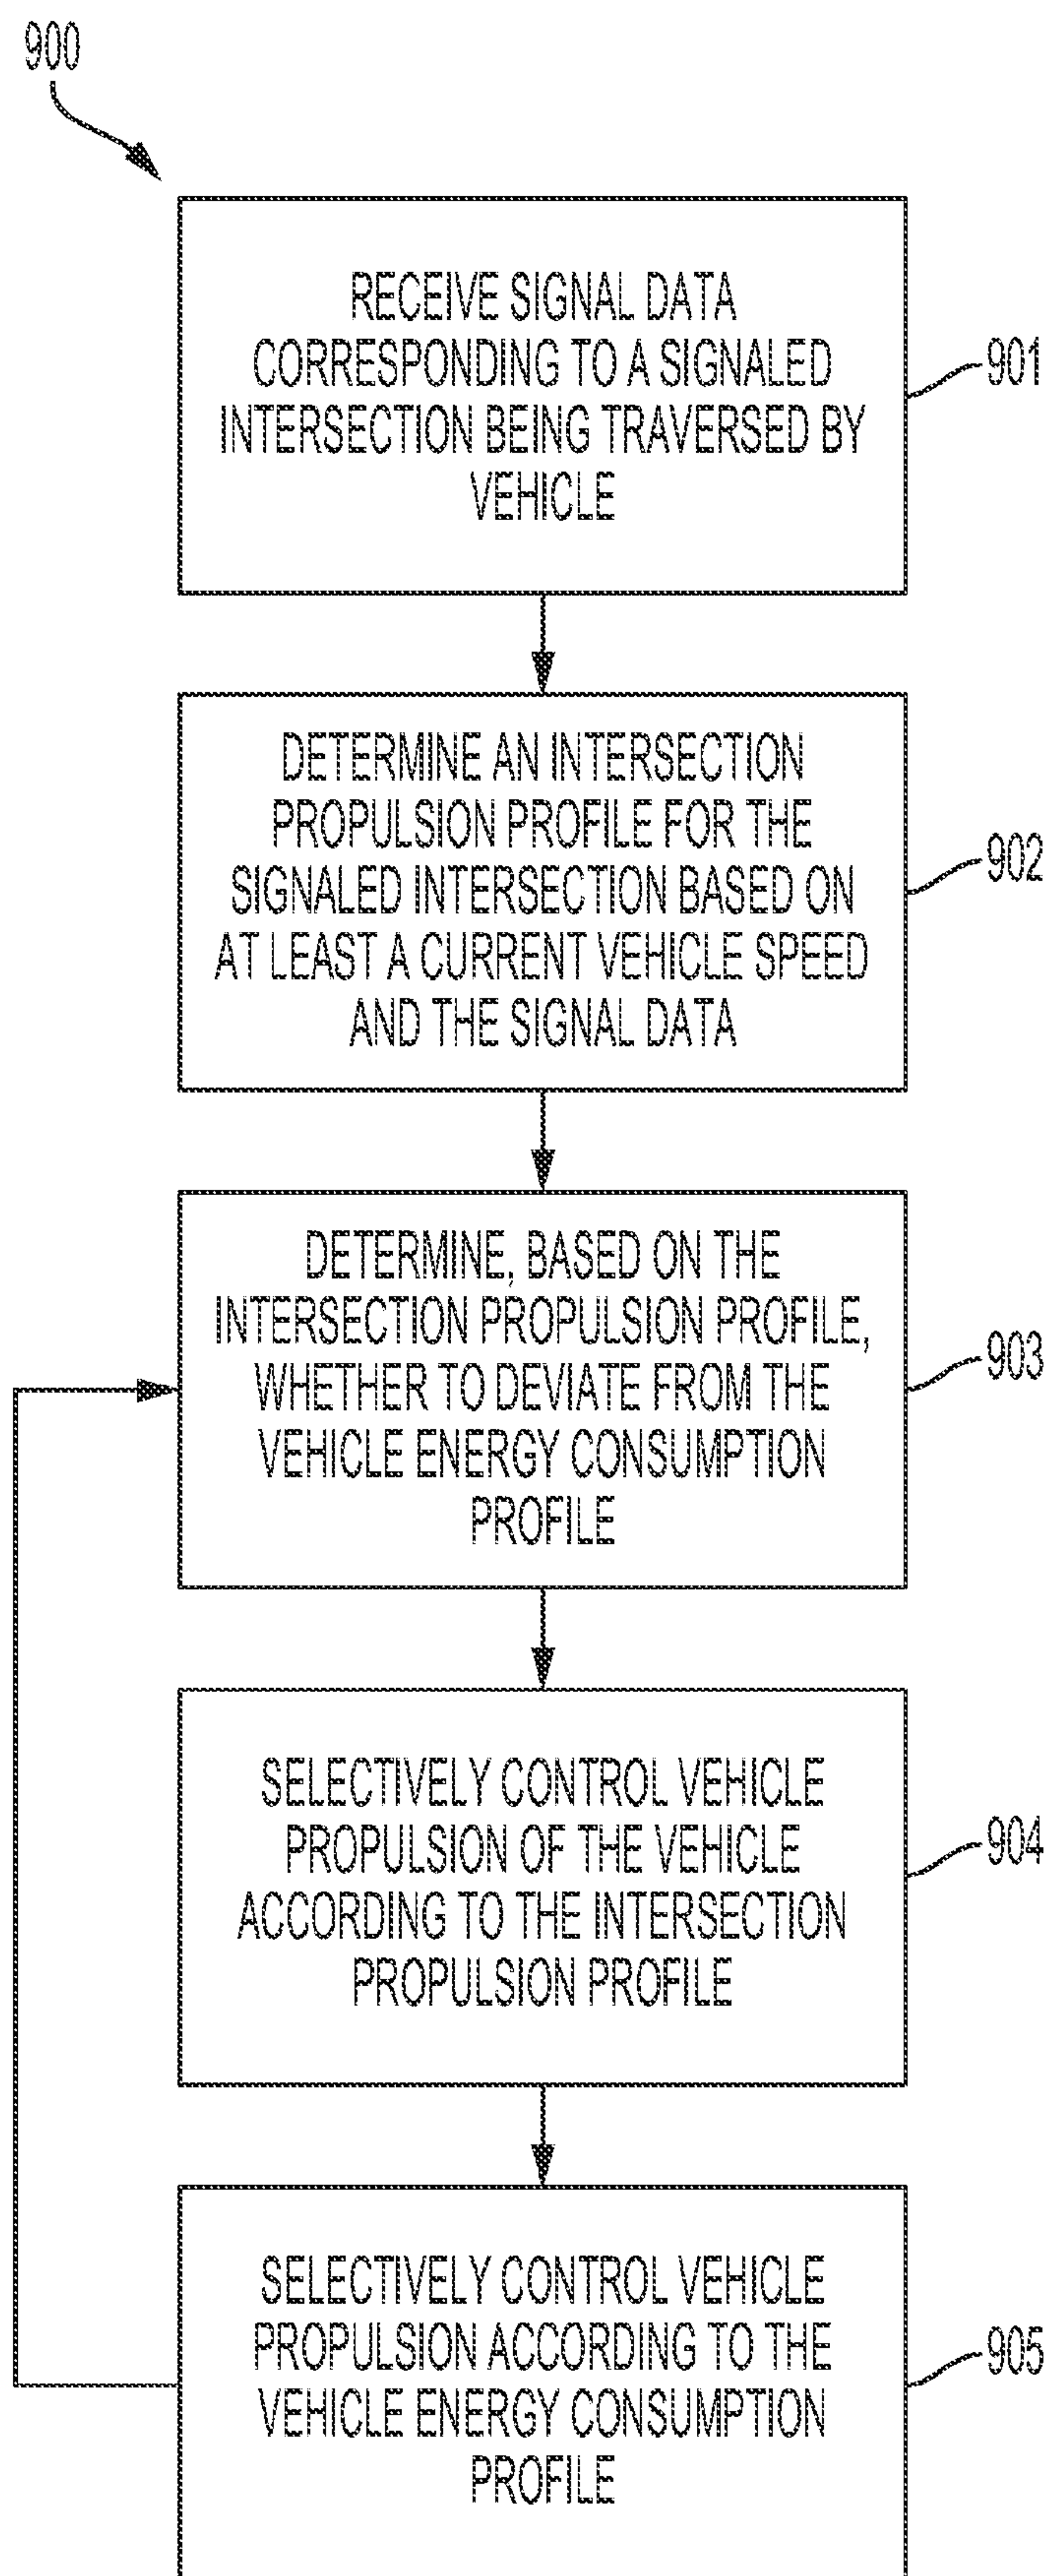 900
RECEIVE SIGNAL DATA
CORRESPONDING TO A SIGNALED
INTERSECTION BEING TRAVERSED BY
VEHICLE
901
DETERMINE AN INTERSECTION
PROPULSION PROFILE FOR THE
SIGNALED INTERSECTION BASED ON
AT LEAST A CURRENT VEHICLE SPEED
AND THE SIGNAL DATA
902
DETERMINE, BASED ON THE
INTERSECTION PROPULSION PROFILE,
WHETHER TO DEVIATE FROM THE
VEHICLE ENERGY CONSUMPTION
PROFILE
903
SELECTIVELY CONTROL VEHICLE
PROPULSION OF THE VEHICLE
ACCORDING TO THE INTERSECTION
PROPULSION PROFILE
904
SELECTIVELY CONTROL VEHICLE
PROPULSION ACCORDING TO THE
VEHICLE ENERGY CONSUMPTION
PROFILE
905